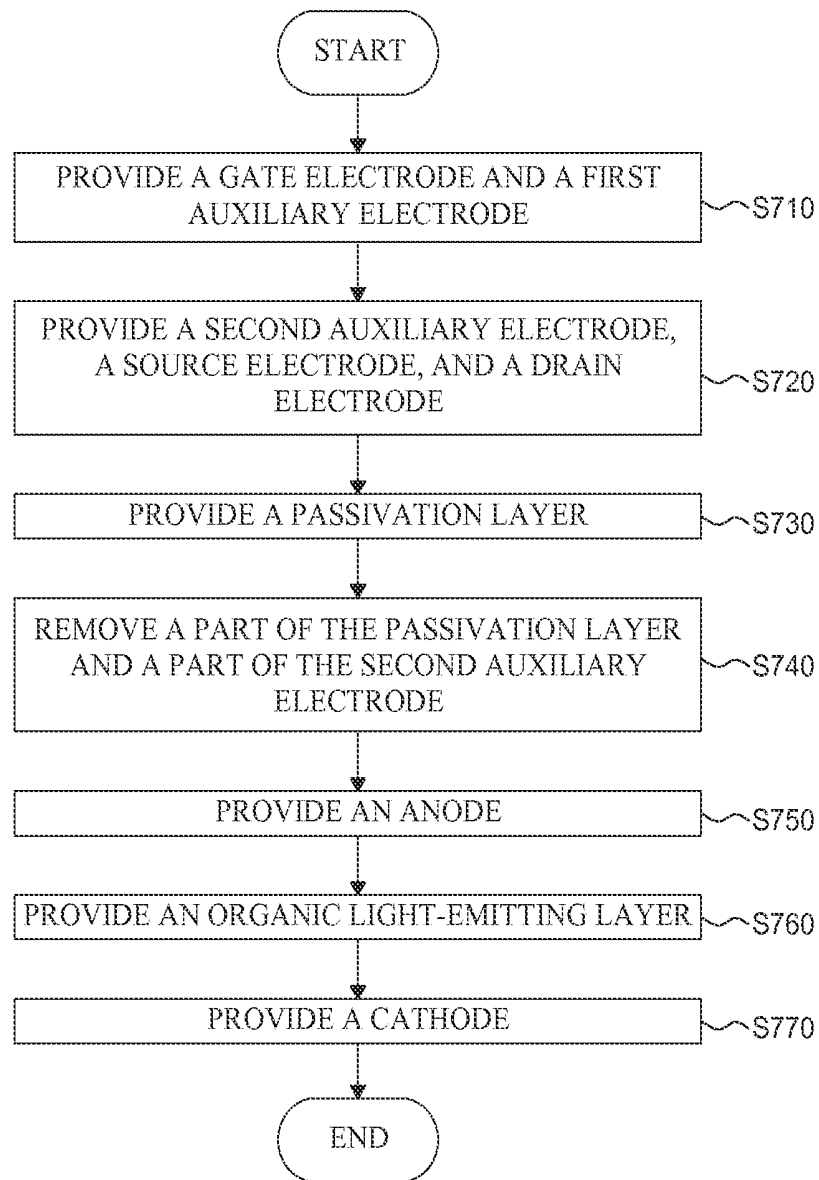 START
PROVIDE A GATE ELECTRODE AND A FIRST
AUXILIARY ELECTRODE
S710
PROVIDE A SECOND AUXILIARY ELECTRODE,
A SOURCE ELECTRODE, AND A DRAIN
ELECTRODE
S720
PROVIDE A PASSIVATION LAYER
S730
REMOVE A PART OF THE PASSIVATION LAYER
AND A PART OF THE SECOND AUXILIARY
ELECTRODE
S740
PROVIDE AN ANODE
S750
PROVIDE AN ORGANIC LIGHT-EMITTING LAYER
S760
PROVIDE A CATHODE
S770
END